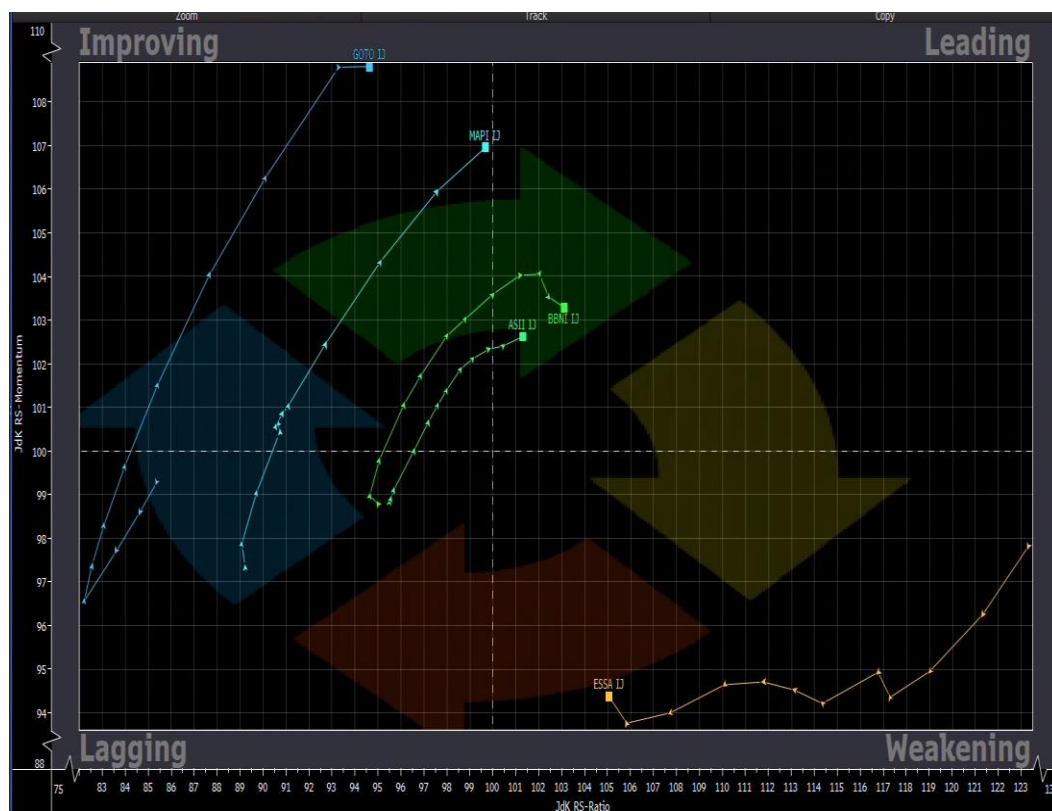 Zoom Track Copy
110
Improving Leading
GOTO IJ
108
MAPI IJ
107
106
105
104
103
BBNI IJ
ASII IJ
102
101
JdK RS-Momentum
100
99
98
97
96
95
ESSA IJ
94
Lagging Weakening
88
75 83 84 85 86 87 88 89 90 91 92 93 94 95 96 97 98 99 100 101 102 103 104 105 106 107 108 109 110 111 112 113 114 115 116 117 118 119 120 121 122 123
JdK RS-Ratio